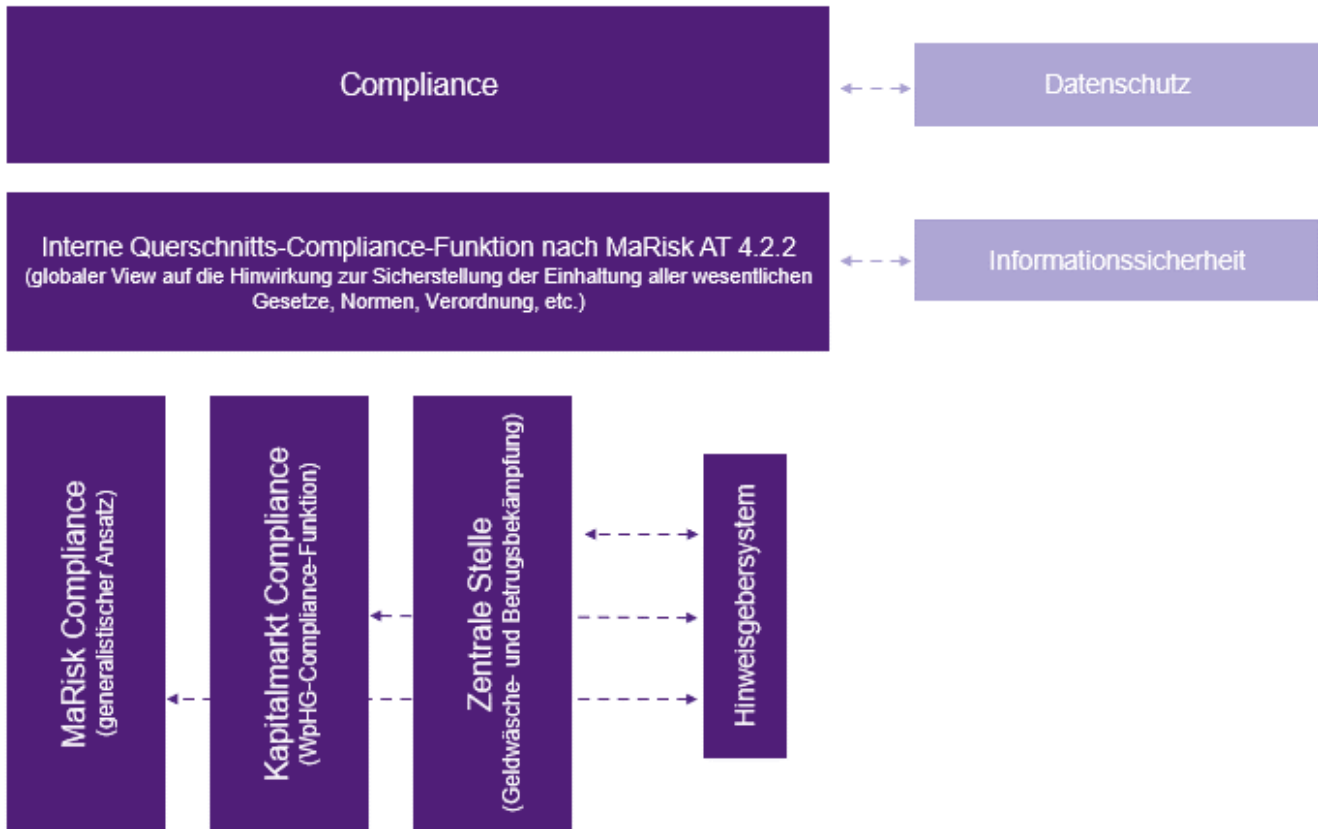 Compliance
Datenschutz
Interne Querschnitts-Compliance-Funktion nach MaRisk AT 4.2.2
(globaler View auf die Hinwirkung zur Sicherstellung der Einhaltung aller wesentlichen
Gesetze, Normen, Verordnung, etc.)
Informationssicherheit
MaRisk Compliance
(generalistischer Ansatz)
Kapitalmarkt Compliance
(WpHG-Compliance-Funktion)
Zentrale Stelle
(Geldwäsche- und Betrugsbekämpfung)
Hinweisgebersystem